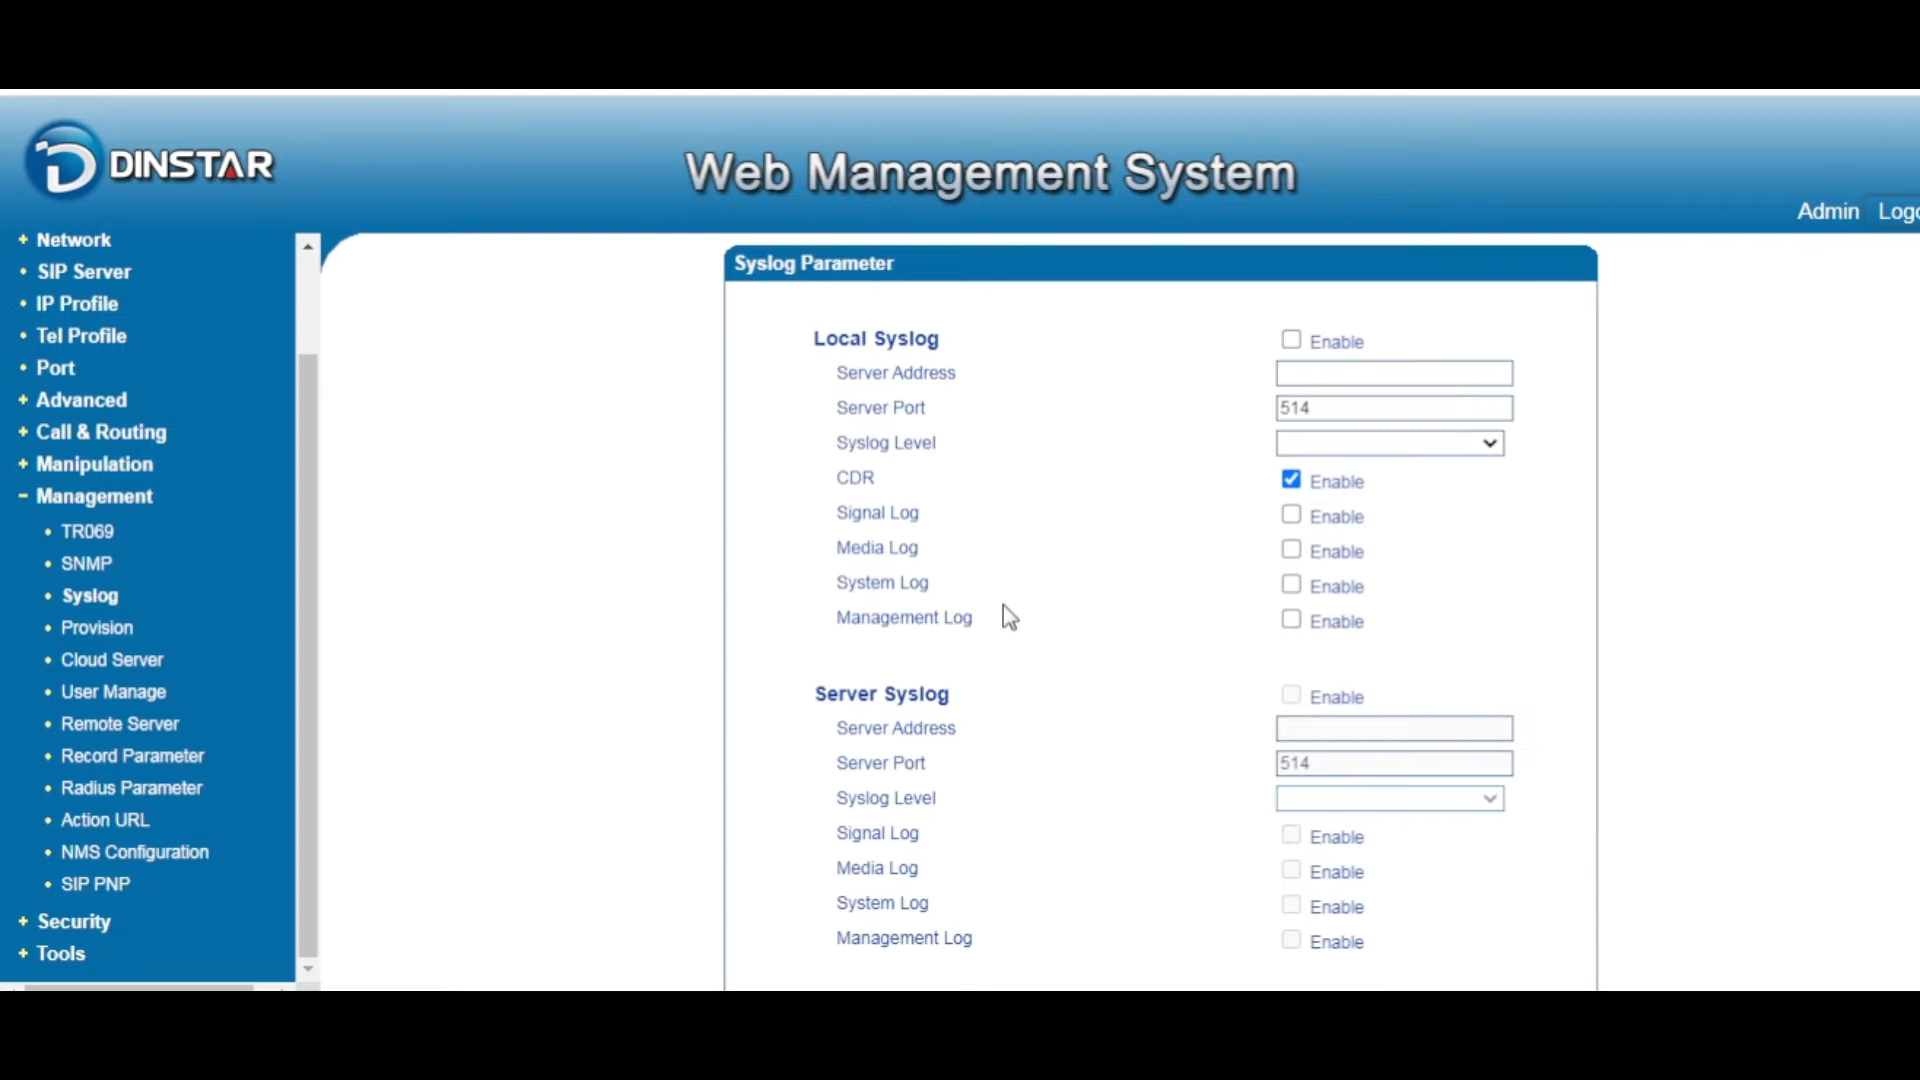 DINSTAR
Web Management System
Admin
Network
SIP Server
IP Profile
Tel Profile
Port
Advanced
Call & Routing
Manipulation
Management
TR069
SNMP
Syslog
Provision
Cloud Server
User Manage
Remote Server
Record Parameter
Radius Parameter
Action URL
NMS Configuration
SIP PNP
Security
Tools
Syslog Parameter
Local Syslog Enable
Server Address
Server Port 514
Syslog Level
CDR Enable
Signal Log Enable
Media Log Enable
System Log Enable
Management Log Enable
Server Syslog Enable
Server Address
Server Port 514
Syslog Level
Signal Log Enable
Media Log Enable
System Log Enable
Management Log Enable